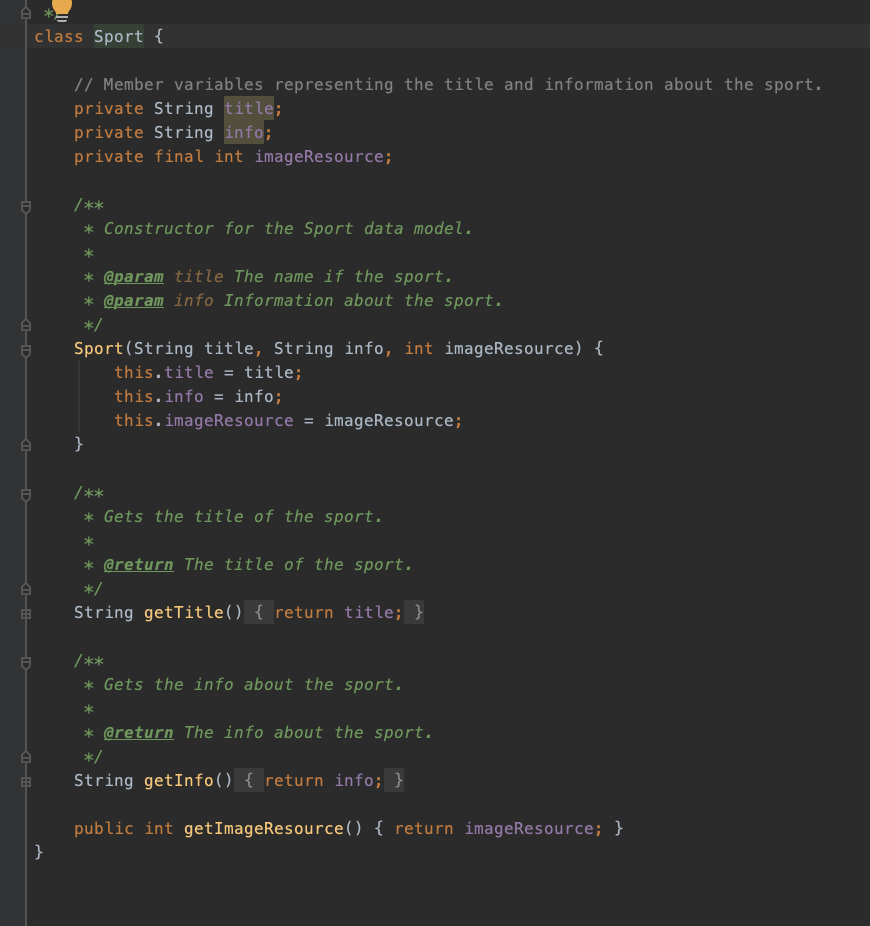 */
class Sport {
// Member variables representing the title and information about the sport.
private String title;
private String info;
private final int imageResource;
/**
* Constructor for the Sport data model.
*
* @param title The name if the sport.
* @param info Information about the sport.
*/
Sport(String title, String info, int imageResource) {
this.title = title;
this.info = info;
this.imageResource = imageResource;
}
/**
* Gets the title of the sport.
*
* @return The title of the sport.
*/
String getTitle() { return title; }
/**
* Gets the info about the sport.
*
* @return The info about the sport.
*/
String getInfo() { return info; }
public int getImageResource() { return imageResource; }
}